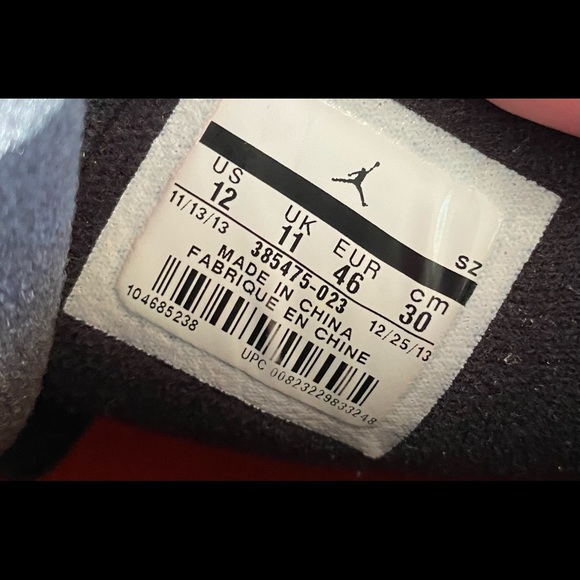 US UK EUR cm sz
12 11 46 30
11/13/13 12/25/13
385475-023
MADE IN CHINA
FABRIQUE EN CHINE
104685238
UPC 00823229833248